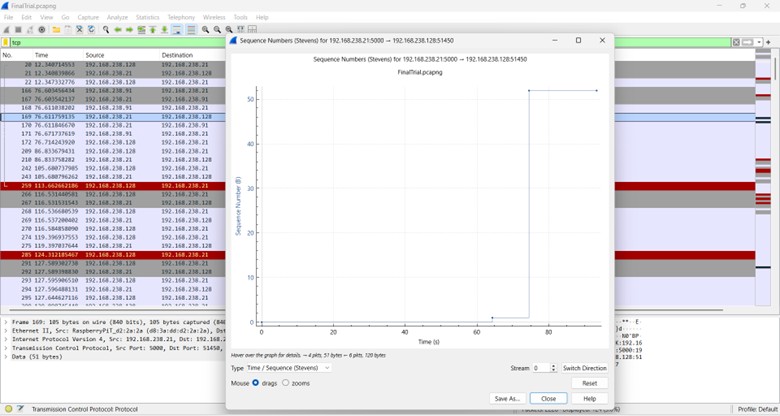 FinalTrial.pcapng
File Edit View Go Capture Analyze Statistics Telephony Wireless Tools Help
tcp
No. Time Source Destination
20 12.340714553 192.168.238.128 192.168.238.21
21 12.340839866 192.168.238.21 192.168.238.128
22 12.347332776 192.168.238.128 192.168.238.21
166 76.603456434 192.168.238.91 192.168.238.21
167 76.603542137 192.168.238.21 192.168.238.91
168 76.611038202 192.168.238.91 192.168.238.21
169 76.611759135 192.168.238.21 192.168.238.128
170 76.611846670 192.168.238.21 192.168.238.91
171 76.671737619 192.168.238.91 192.168.238.21
172 76.714243920 192.168.238.128 192.168.238.21
209 86.833679431 192.168.238.21 192.168.238.128
210 86.833758282 192.168.238.128 192.168.238.21
242 105.680737985 192.168.238.128 192.168.238.21
243 105.680796262 192.168.238.21 192.168.238.128
259 113.662662186 192.168.238.128 192.168.238.21
266 116.531440581 192.168.238.128 192.168.238.21
267 116.531531543 192.168.238.21 192.168.238.128
268 116.536680539 192.168.238.128 192.168.238.21
269 116.537200402 192.168.238.21 192.168.238.128
270 116.584858090 192.168.238.128 192.168.238.21
274 119.396937553 192.168.238.128 192.168.238.21
275 119.397037644 192.168.238.21 192.168.238.128
285 124.312185467 192.168.238.128 192.168.238.21
291 127.589302738 192.168.238.128 192.168.238.21
292 127.589398830 192.168.238.21 192.168.238.128
293 127.595906510 192.168.238.128 192.168.238.21
294 127.596488131 192.168.238.21 192.168.238.128
295 127.644627116 192.168.238.128 192.168.238.21
Frame 169: 105 bytes on wire (840 bits), 105 bytes captured (840
Ethernet II, Src: RaspberryPiT_d2:2a:2a (d8:3a:dd:d2:2a:2a), Dst
Internet Protocol Version 4, Src: 192.168.238.21, Dst: 192.168.2
Transmission Control Protocol, Src Port: 5000, Dst Port: 51450,
Data (51 bytes)
Transmission Control Protocol: Protocol
Profile: Default
Sequence Numbers (Stevens) for 192.168.238.21:5000 → 192.168.238.128:51450
Sequence Numbers (Stevens) for 192.168.238.21:5000 → 192.168.238.128:51450
FinalTrial.pcapng
Sequence Number (B)
50
40
30
20
10
0
0 20 40 60 80
Time (s)
Hover over the graph for details. → 4 pkts, 51 bytes ← 6 pkts, 120 bytes
Type Time / Sequence (Stevens) Stream 0 Switch Direction
Mouse drags zooms Reset
Save As... Close Help